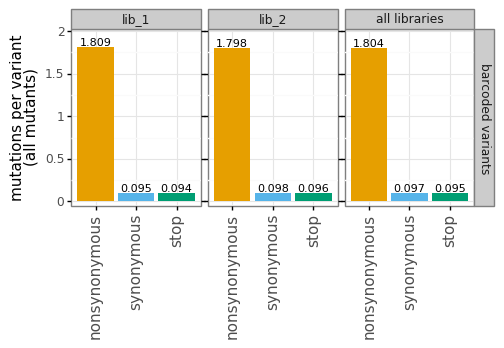 lib_1 lib_2 all libraries
mutations per variant
(all mutants)
2
1.5
1
0.5
0
1.809
0.095
0.094
1.798
0.098
0.096
1.804
0.097
0.095
barcoded variants
nonsynonymous
synonymous
stop
nonsynonymous
synonymous
stop
nonsynonymous
synonymous
stop